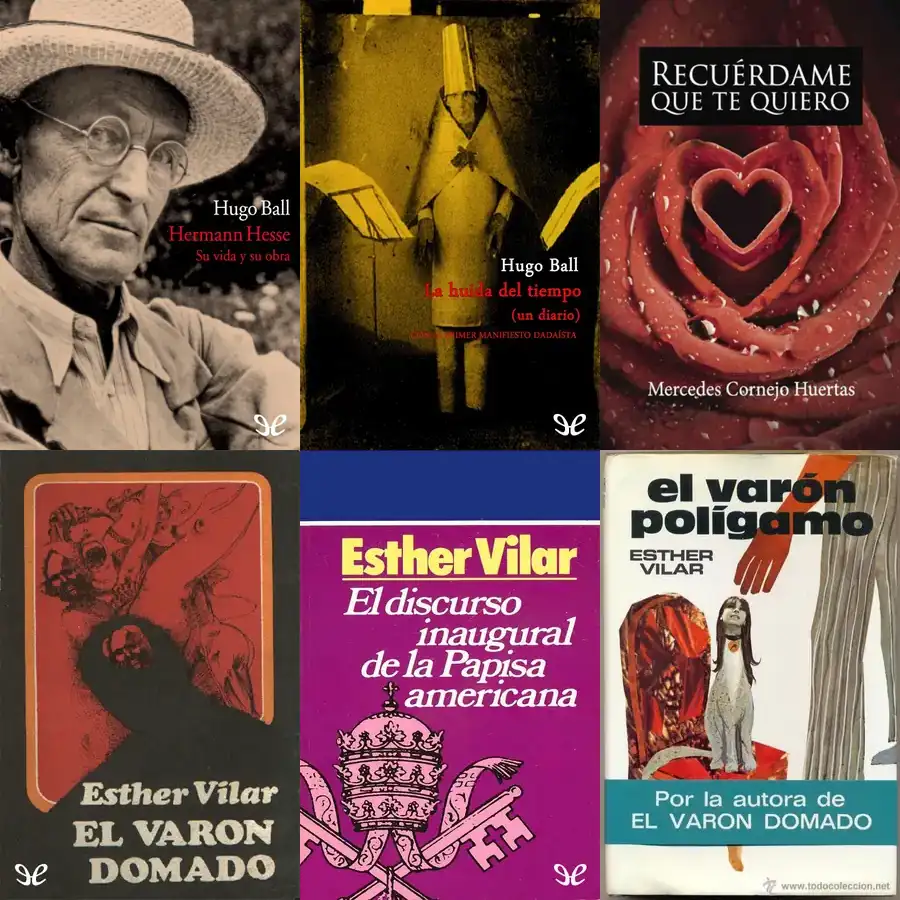 Hugo Ball
Hermann Hesse
Su vida y su obra
Hugo Ball
La huida del tiempo
(un diario)
PRIMER MANIFIESTO DADAÍSTA
RECUÉRDAME
QUE TE QUIERO
Mercedes Cornejo Huertas
Esther Vilar
EL VARON
DOMADO
Esther Vilar
El discurso
inaugural
de la Papisa
americana
el varón
polígamo
ESTHER
VILAR
Por la autora de
EL VARON DOMADO
www.todocoleccion.net